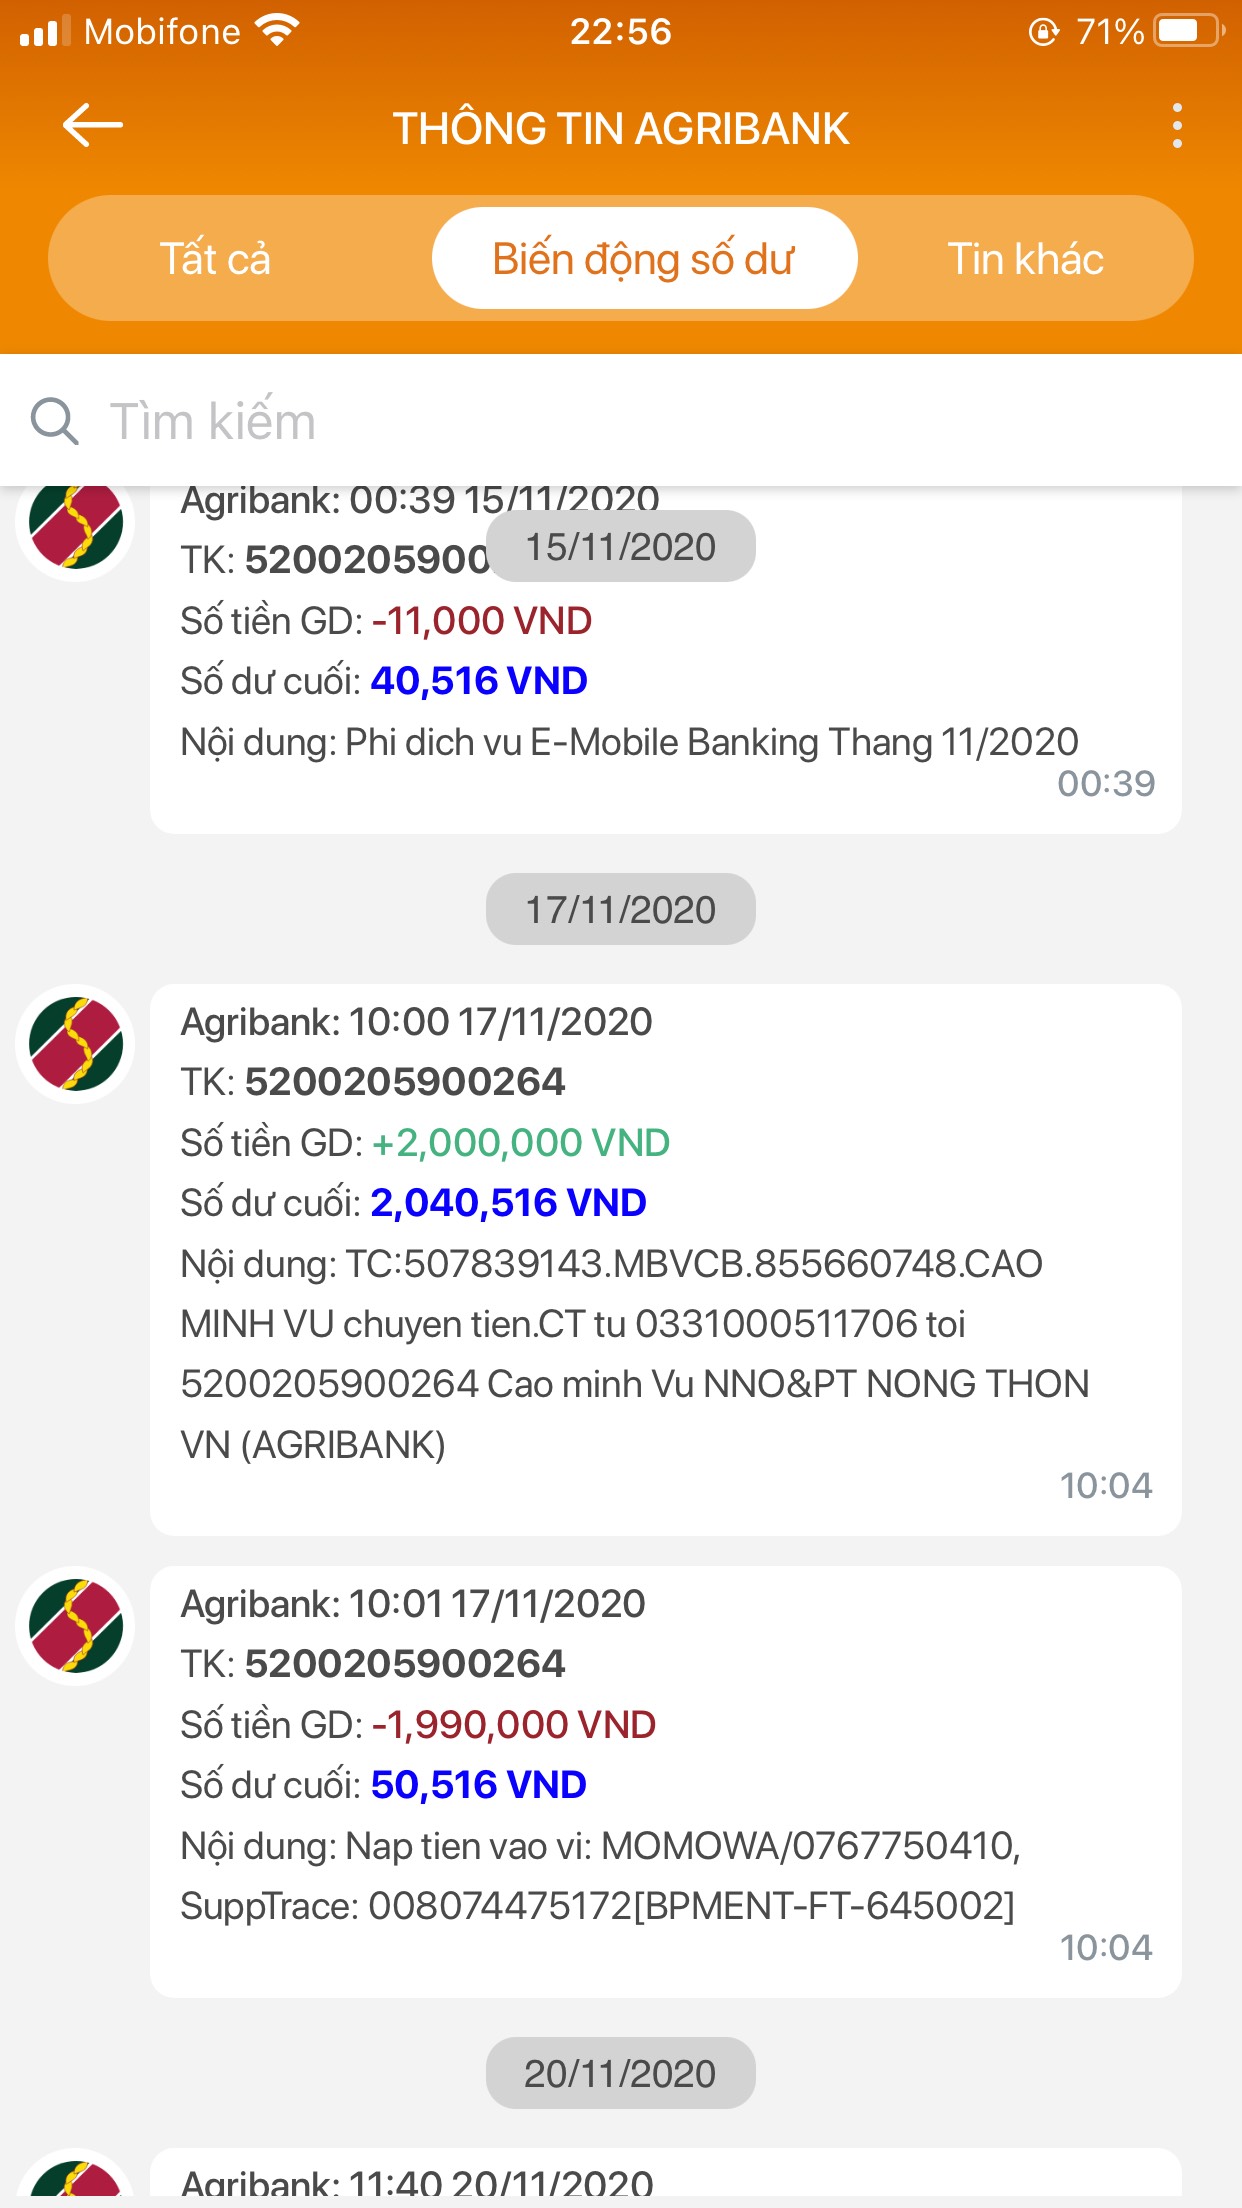 Mobifone
22:56
71%
THÔNG TIN AGRIBANK
Tất cả
Biến động số dư
Tin khác
Tìm kiếm
Agribank: 00:39 15/11/2020
15/11/2020
TK: 5200205900
Số tiền GD: -11,000 VND
Số dư cuối: 40,516 VND
Nội dung: Phi dich vu E-Mobile Banking Thang 11/2020
00:39
17/11/2020
Agribank: 10:00 17/11/2020
TK: 5200205900264
Số tiền GD: +2,000,000 VND
Số dư cuối: 2,040,516 VND
Nội dung: TC:507839143.MBVCB.855660748.CAO
MINH VU chuyen tien.CT tu 0331000511706 toi
5200205900264 Cao minh Vu NNO&PT NONG THON
VN (AGRIBANK)
10:04
Agribank: 10:01 17/11/2020
TK: 5200205900264
Số tiền GD: -1,990,000 VND
Số dư cuối: 50,516 VND
Nội dung: Nap tien vao vi: MOMOWA/0767750410,
SuppTrace: 008074475172[BPMENT-FT-645002]
10:04
20/11/2020
Agribank: 11:40 20/11/2020